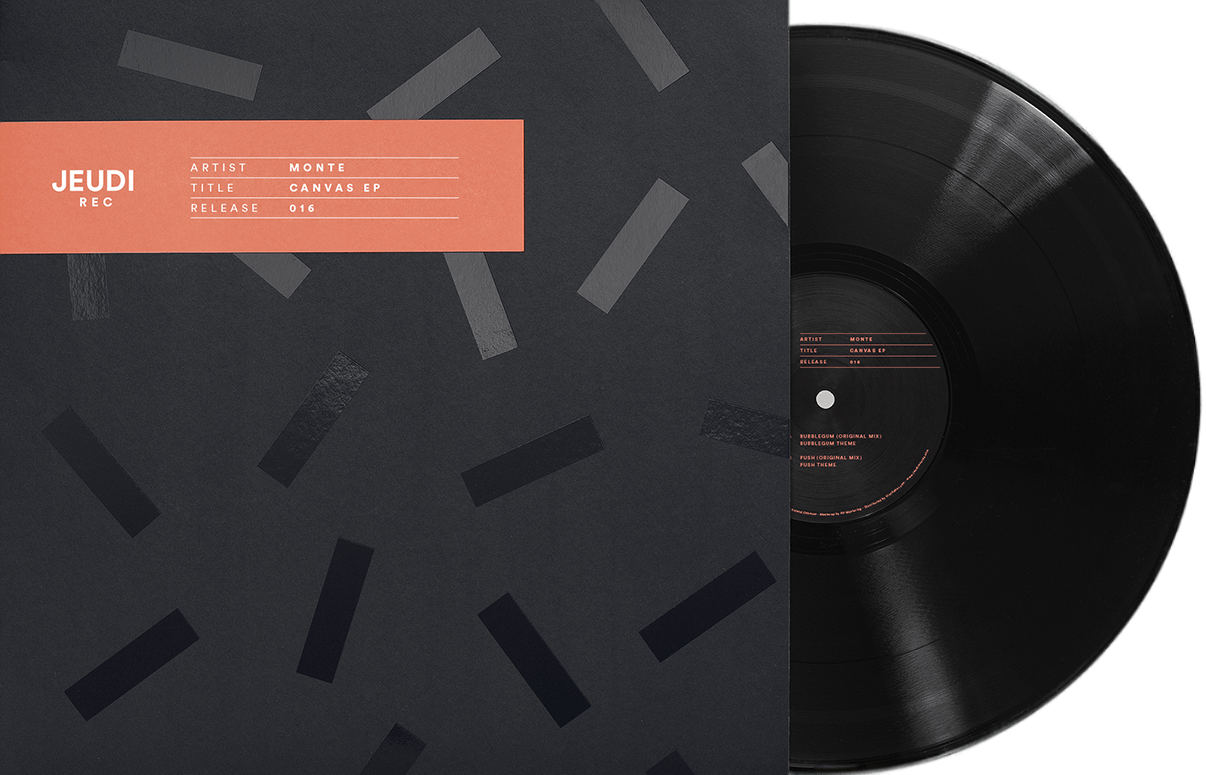 JEUDI
REC
ARTIST MONTE
TITLE CANVAS EP
RELEASE 016
ARTIST MONTE
TITLE CANVAS EP
RELEASE 016
BUBBLEGUM (ORIGINAL MIX)
BUBBLEGUM THEME
PUSH (ORIGINAL MIX)
PUSH THEME